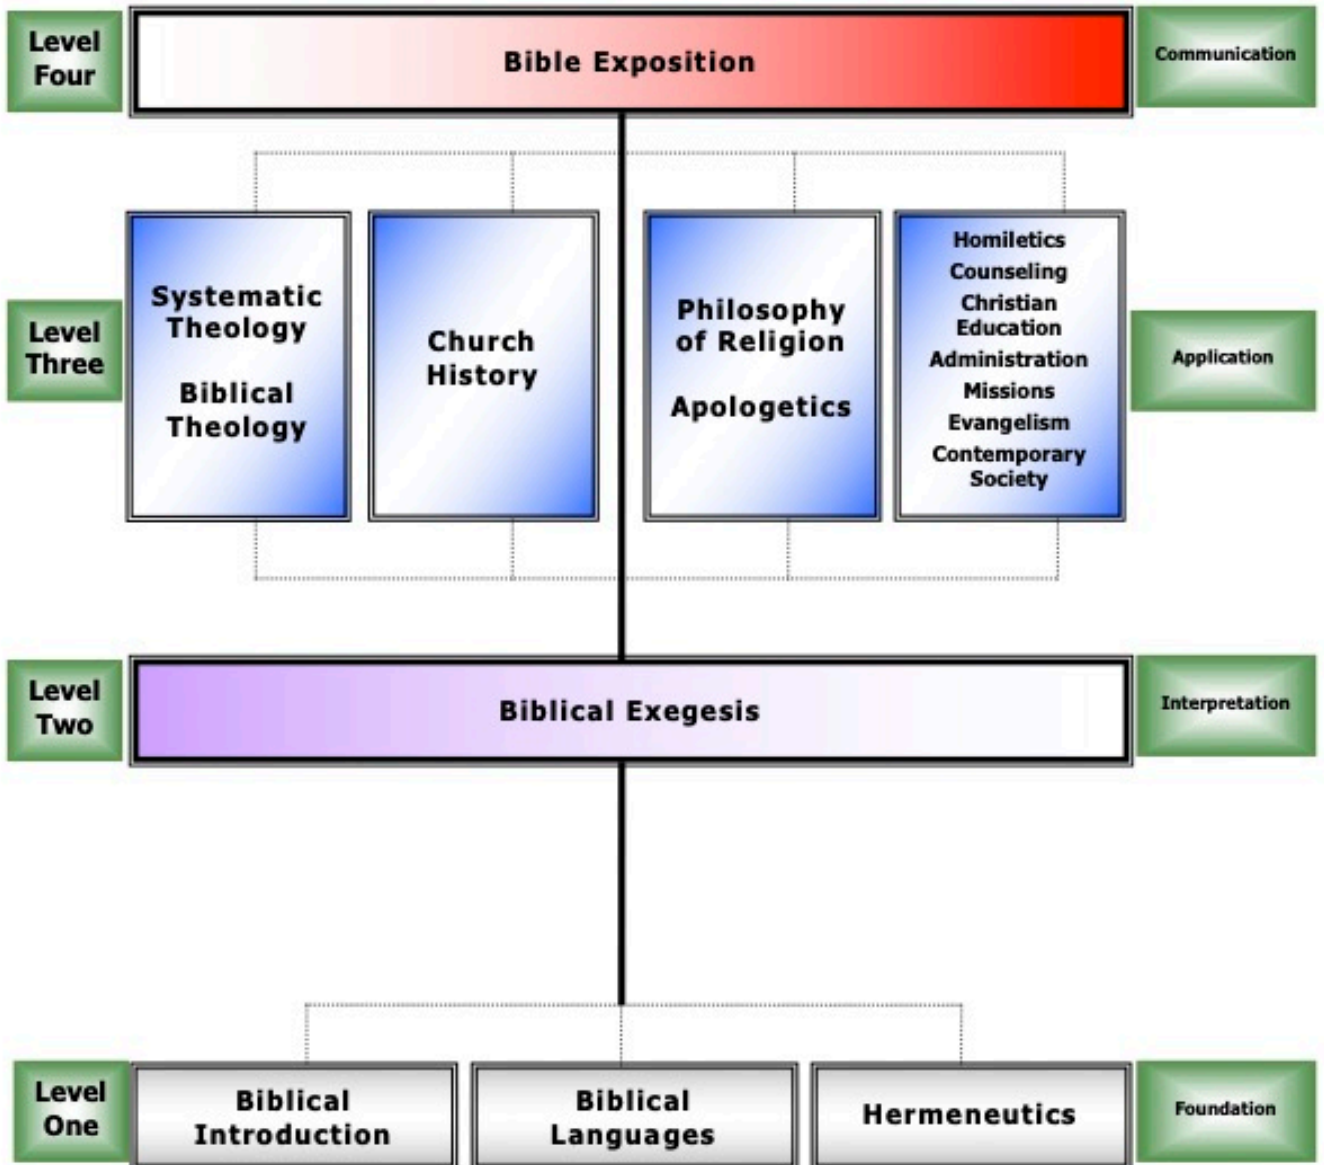 Level
Four
Bible Exposition
Communication
Level
Three
Systematic
Theology
Biblical
Theology
Church
History
Philosophy
of Religion
Apologetics
Homiletics
Counseling
Christian
Education
Administration
Missions
Evangelism
Contemporary
Society
Application
Level
Two
Biblical Exegesis
Interpretation
Level
One
Biblical
Introduction
Biblical
Languages
Hermeneutics
Foundation